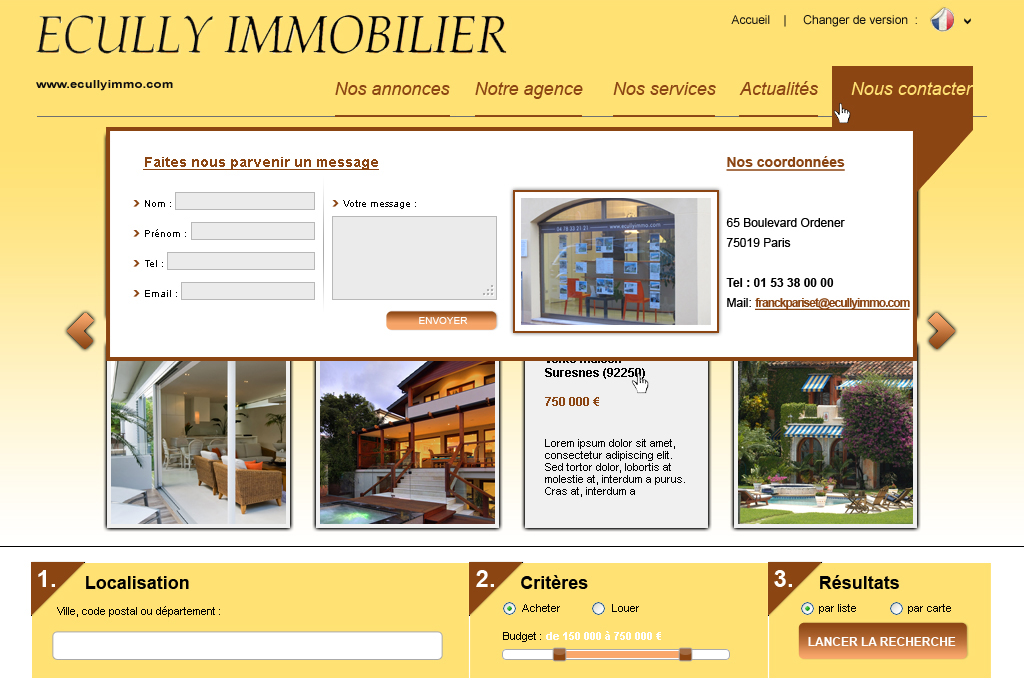 ECULLY IMMOBILIER
Accueil | Changer de version :
www.ecullyimmo.com
Nos annonces Notre agence Nos services Actualités Nous contacter
Faites nous parvenir un message
Nos coordonnées
Nom :
Votre message :
Prénom :
Tel :
Email :
ENVOYER
www.ecullyimmo.com
65 Boulevard Ordener
75019 Paris
Tel : 01 53 38 00 00
Mail: franckpariset@ecullyimmo.com
Suresnes (92250)
750 000 €
Lorem ipsum dolor sit amet,
consectetur adipiscing elit.
Sed tortor dolor, lobortis at
molestie at, interdum a purus.
Cras at, interdum a
1. Localisation
Ville, code postal ou département :
2. Critères
Acheter Louer
Budget : de 150 000 à 750 000 €
3. Résultats
par liste par carte
LANCER LA RECHERCHE